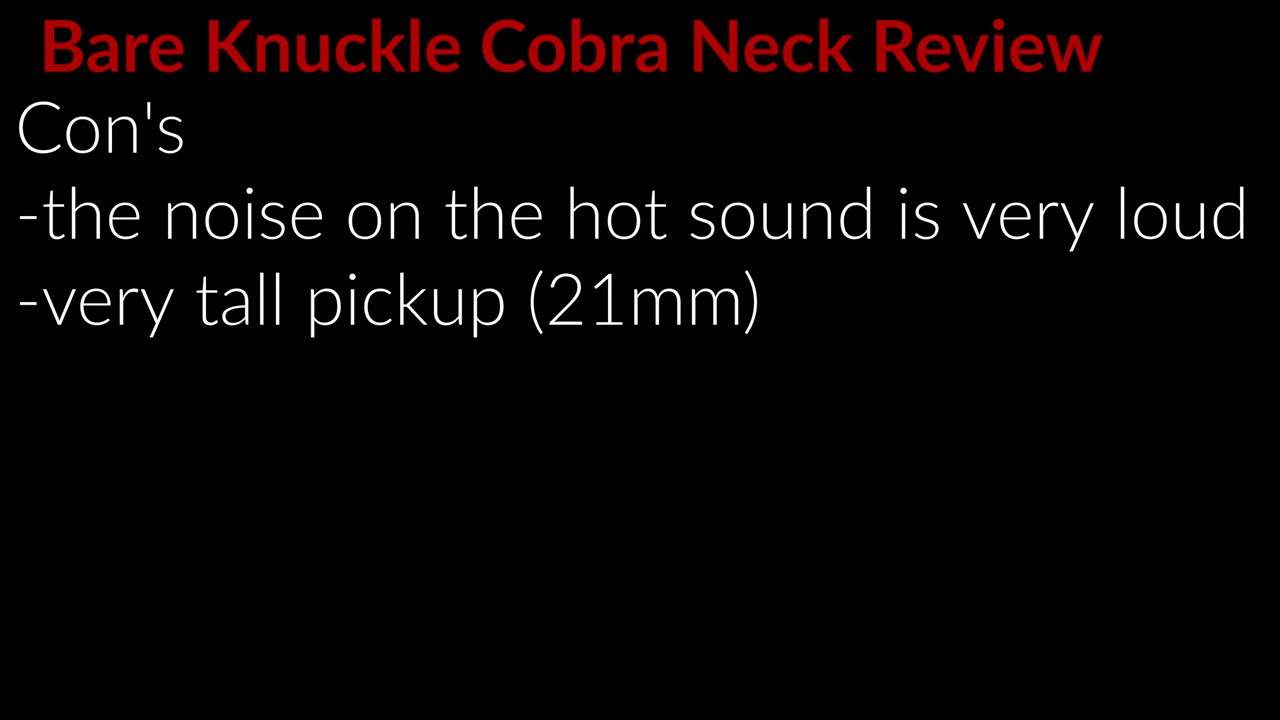 Bare Knuckle Cobra Neck Review
Con's
-the noise on the hot sound is very loud
-very tall pickup (21mm)